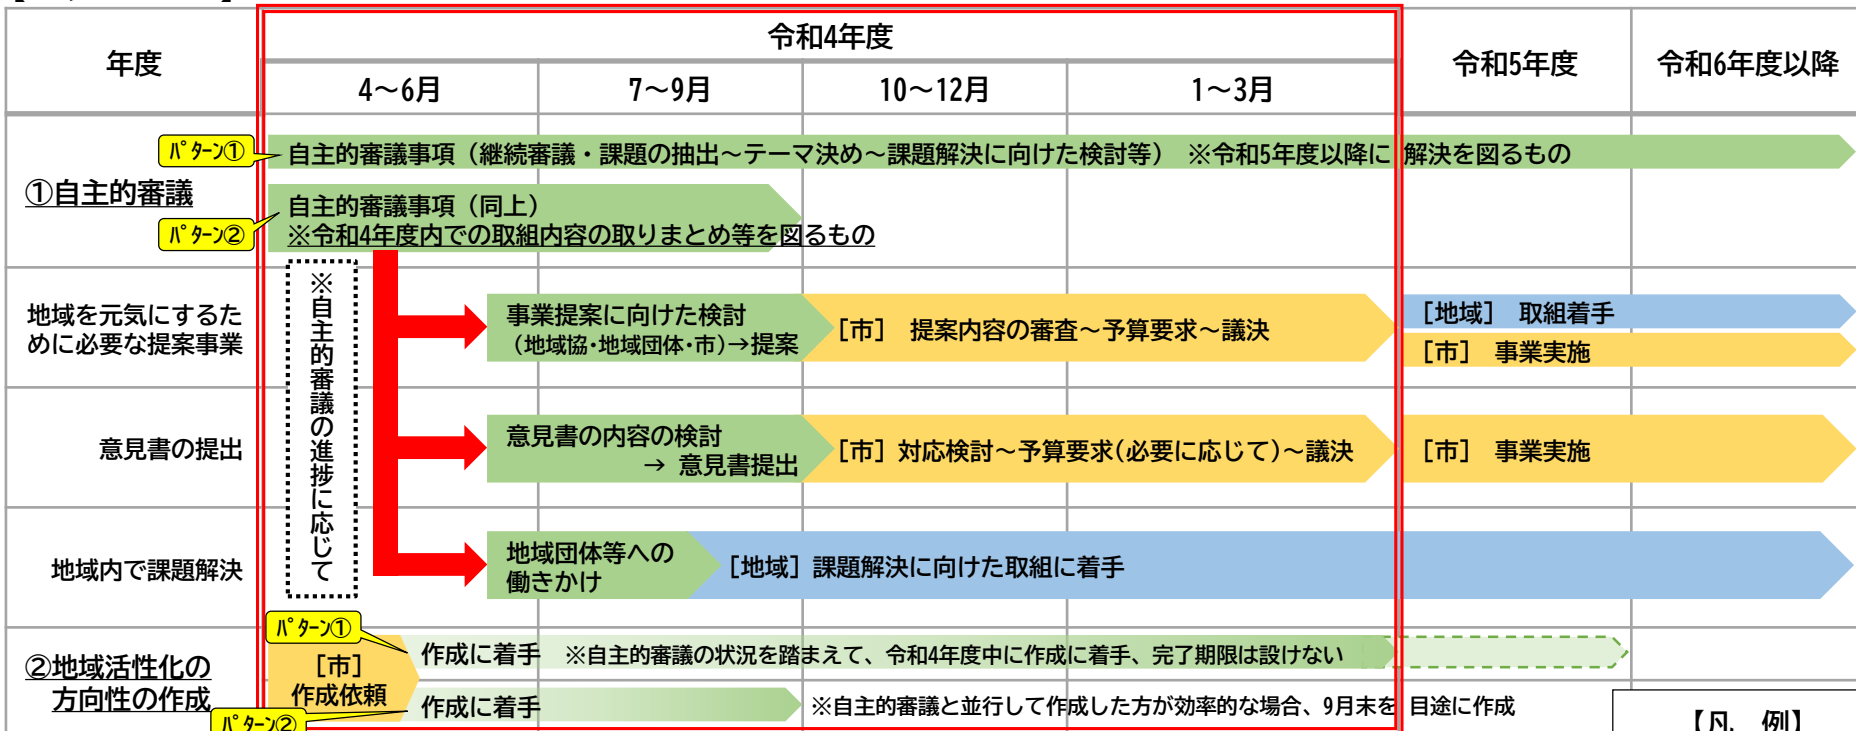 年度
令和4年度
令和5年度
令和6年度以降
4～6月
7～9月
10～12月
1～3月
①自主的審議
ﾊﾟﾀｰﾝ①
自主的審議事項（継続審議・課題の抽出～テーマ決め～課題解決に向けた検討等） ※令和5年度以降に 解決を図るもの
ﾊﾟﾀｰﾝ②
自主的審議事項（同上）
※令和4年度内での取組内容の取りまとめ等を図るもの
※自主的審議の進捗に応じて
地域を元気にするた
めに必要な提案事業
事業提案に向けた検討
（地域協・地域団体・市）→提案
［市］ 提案内容の審査～予算要求～議決
［地域］ 取組着手
［市］ 事業実施
意見書の提出
意見書の内容の検討
→ 意見書提出
［市］対応検討～予算要求(必要に応じて)～議決
［市］ 事業実施
地域内で課題解決
地域団体等への
働きかけ
［地域］課題解決に向けた取組に着手
②地域活性化の
方向性の作成
ﾊﾟﾀｰﾝ①
［市］
作成依頼
ﾊﾟﾀｰﾝ②
作成に着手 ※自主的審議の状況を踏まえて、令和4年度中に作成に着手、完了期限は設けない
作成に着手
※自主的審議と並行して作成した方が効率的な場合、9月末を 目途に作成
【凡 例】